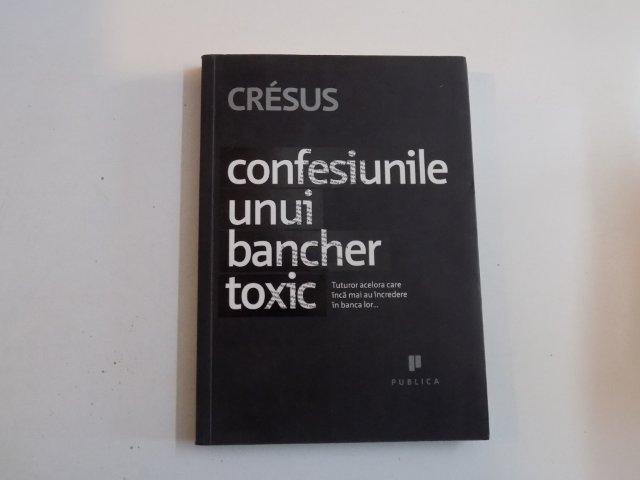 CRÉSUS
confesiunile
unui
bancher
toxic
Tuturor acelora care
încă mai au încredere
în banca lor...
PUBLICA